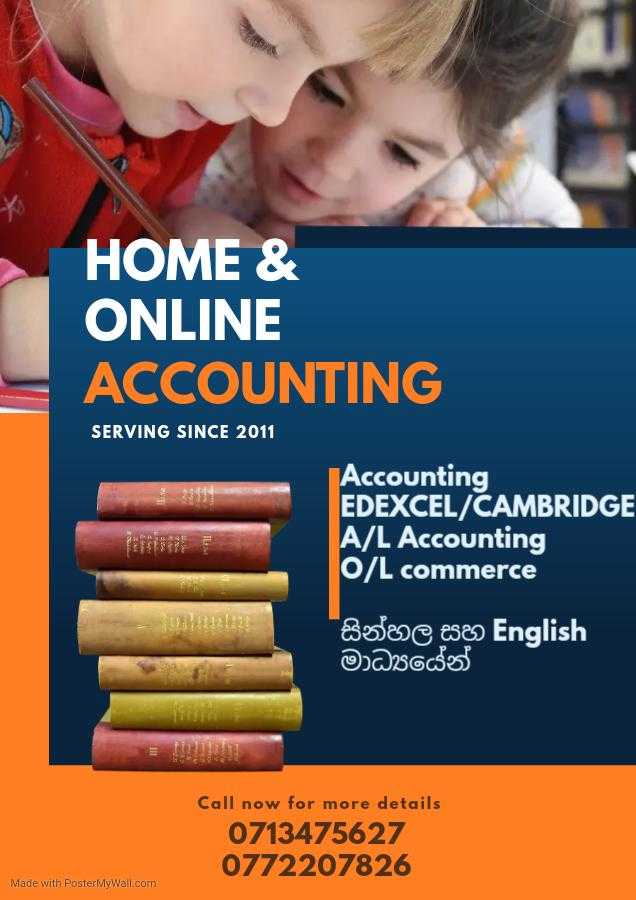 HOME &
ONLINE
ACCOUNTING
SERVING SINCE 2011
Accounting
EDEXCEL/CAMBRIDGE
A/L Accounting
O/L commerce
සින්හල සහ English
මාධ්‍යයේන්
Call now for more details
0713475627
0772207826
Made with PosterMyWall.com